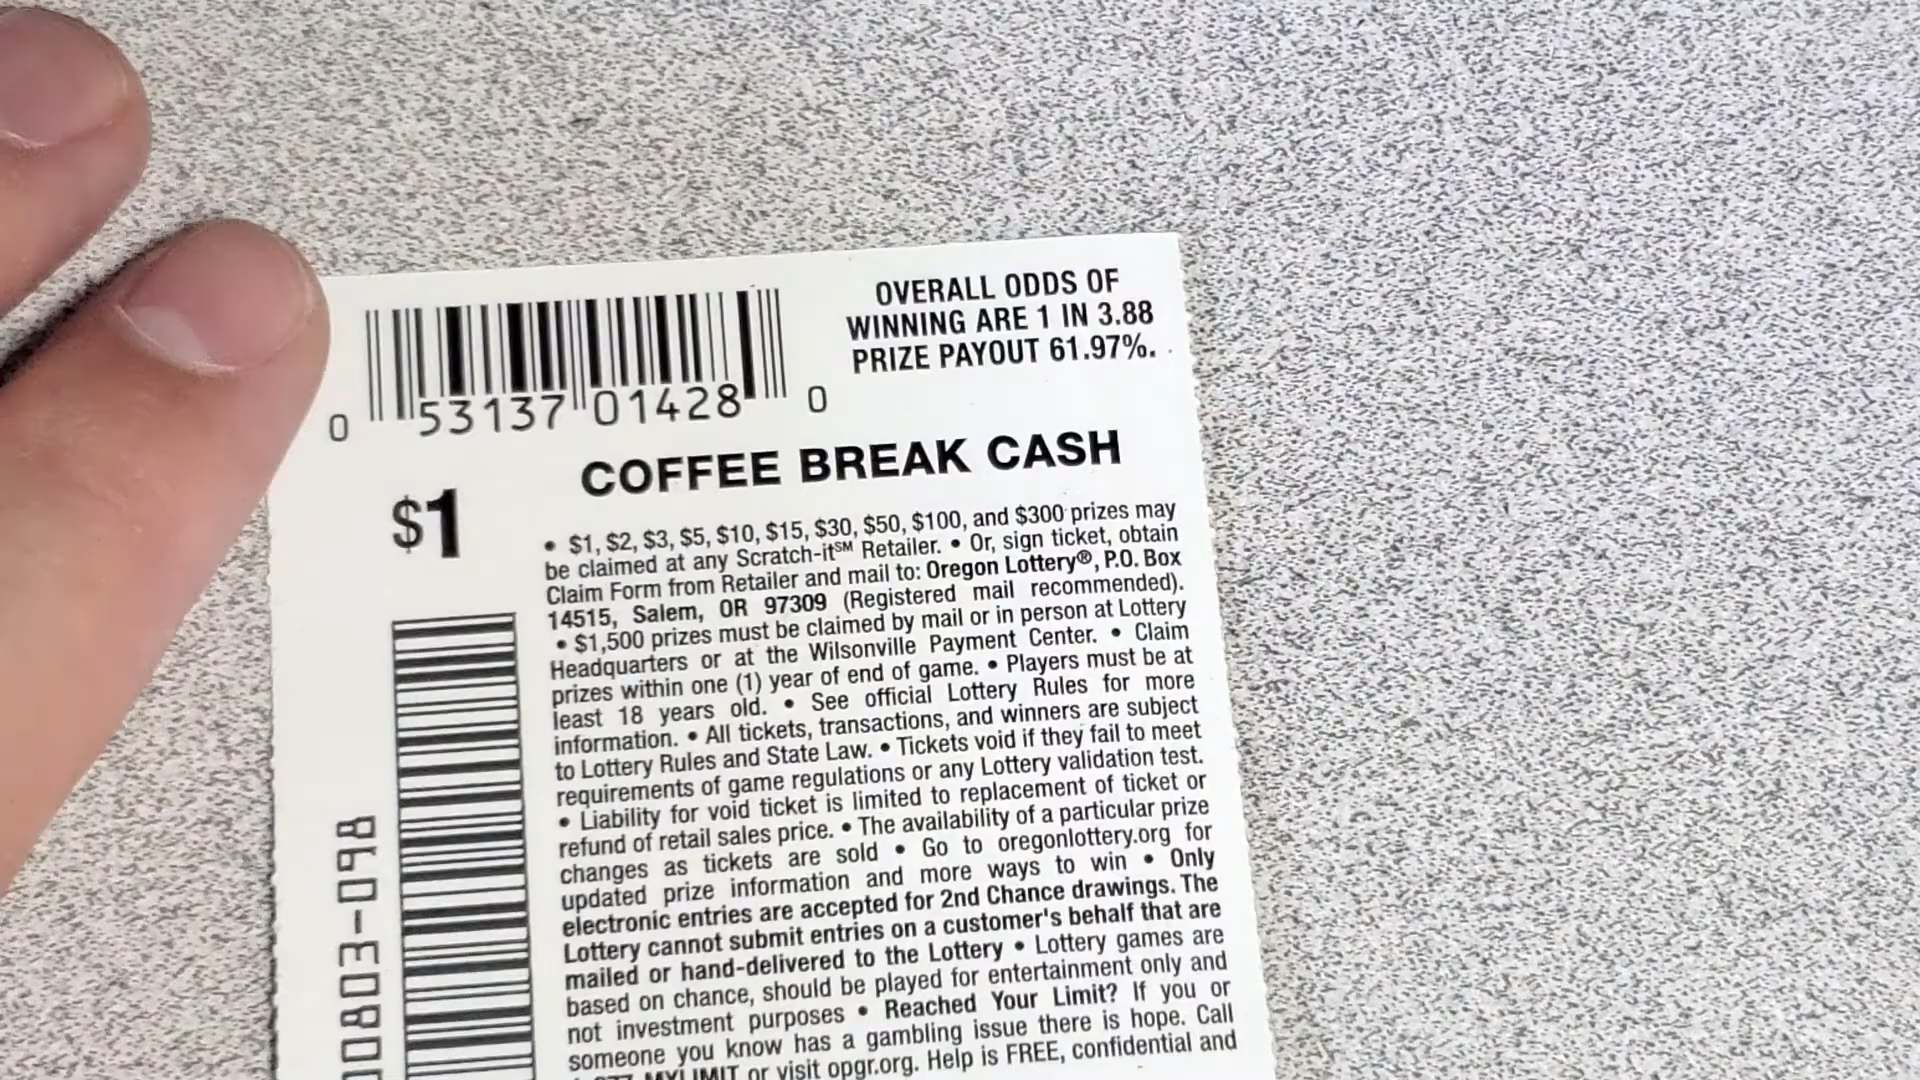 OVERALL ODDS OF
WINNING ARE 1 IN 3.88
PRIZE PAYOUT 61.97%.
0 53137 01428 0
COFFEE BREAK CASH
$1
• $1, $2, $3, $5, $10, $15, $30, $50, $100, and $300 prizes may
be claimed at any Scratch-it℠ Retailer. • Or, sign ticket, obtain
Claim Form from Retailer and mail to: Oregon Lottery®, P.O. Box
14515, Salem, OR 97309 (Registered mail recommended).
• $1,500 prizes must be claimed by mail or in person at Lottery
Headquarters or at the Wilsonville Payment Center. • Claim
prizes within one (1) year of end of game. • Players must be at
least 18 years old. • See official Lottery Rules for more
information. • All tickets, transactions, and winners are subject
to Lottery Rules and State Law. • Tickets void if they fail to meet
requirements of game regulations or any Lottery validation test.
• Liability for void ticket is limited to replacement of ticket or
refund of retail sales price. • The availability of a particular prize
changes as tickets are sold • Go to oregonlottery.org for
updated prize information and more ways to win • Only
electronic entries are accepted for 2nd Chance drawings. The
Lottery cannot submit entries on a customer's behalf that are
mailed or hand-delivered to the Lottery • Lottery games are
based on chance, should be played for entertainment only and
not investment purposes • Reached Your Limit? If you or
someone you know has a gambling issue there is hope. Call
MYLIMIT or visit opgr.org. Help is FREE, confidential and
00803-098